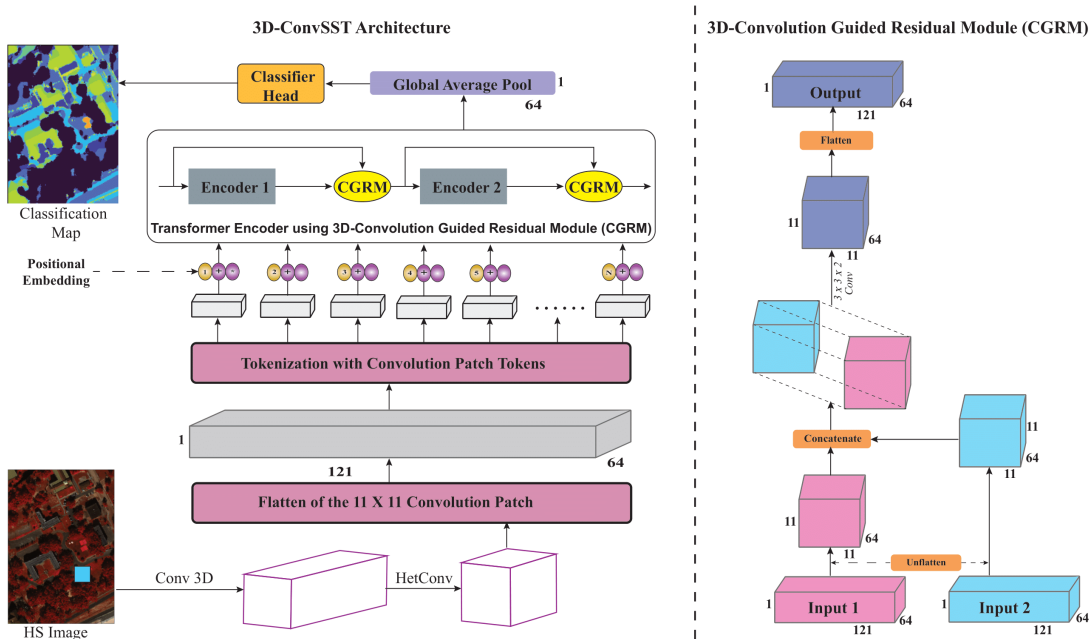 3D-ConvSST Architecture
Classification
Map
Classifier
Head
Global Average Pool
1
64
Encoder 1
CGRM
Encoder 2
CGRM
Transformer Encoder using 3D-Convolution Guided Residual Module (CGRM)
Positional
Embedding
1 + *
2 +
3 +
4 +
5 +
N +
......
Tokenization with Convolution Patch Tokens
1
121
64
Flatten of the 11 X 11 Convolution Patch
Conv 3D
HetConv
HS Image
3D-Convolution Guided Residual Module (CGRM)
1
Output
64
121
Flatten
11
64
11
3 x 3 x 2
Conv
Concatenate
11
64
11
11
64
11
Unflatten
1
Input 1
64
121
1
Input 2
64
121